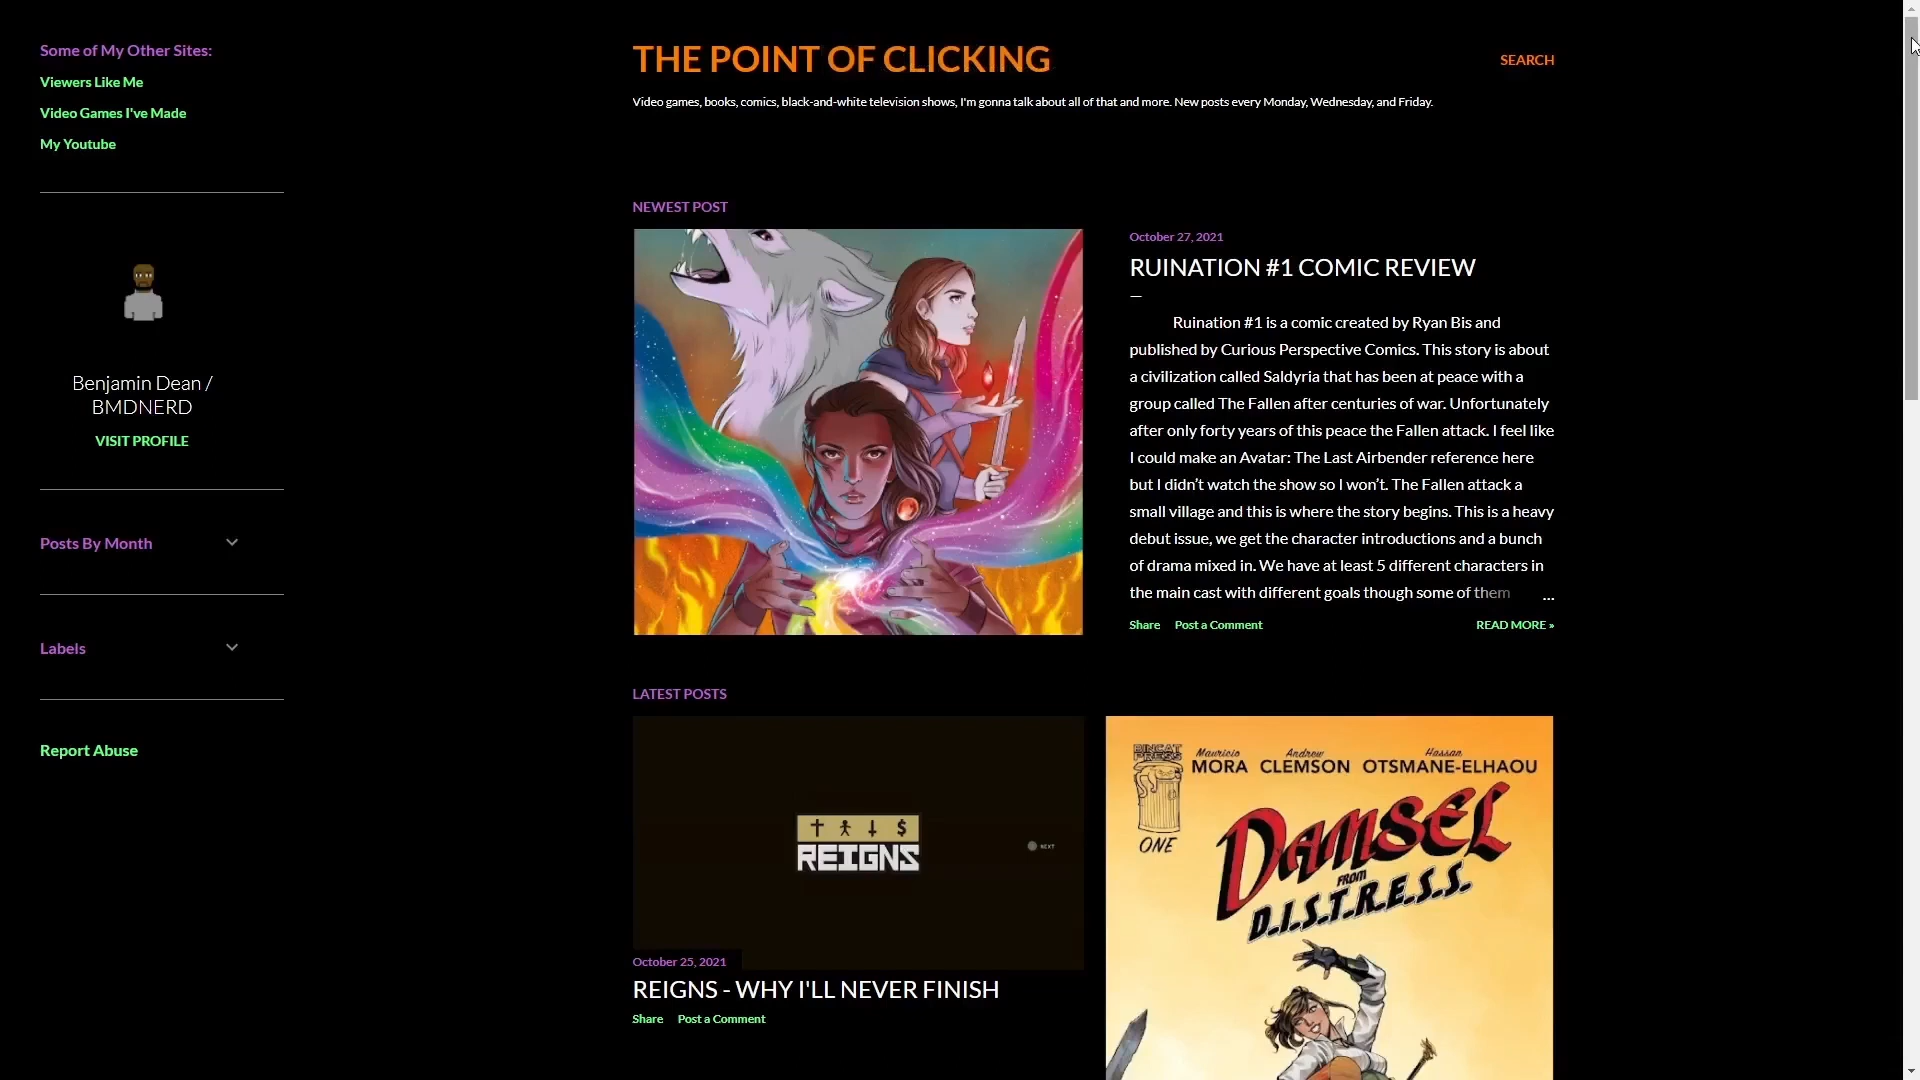 Some of My Other Sites:
Viewers Like Me
Video Games I've Made
My Youtube
Benjamin Dean /
BMDNERD
VISIT PROFILE
Posts By Month
Labels
Report Abuse
THE POINT OF CLICKING
SEARCH
Video games, books, comics, black-and-white television shows, I'm gonna talk about all of that and more. New posts every Monday, Wednesday, and Friday.
NEWEST POST
October 27, 2021
RUINATION #1 COMIC REVIEW
Ruination #1 is a comic created by Ryan Bis and
published by Curious Perspective Comics. This story is about
a civilization called Saldyria that has been at peace with a
group called The Fallen after centuries of war. Unfortunately
after only forty years of this peace the Fallen attack. I feel like
I could make an Avatar: The Last Airbender reference here
but I didn't watch the show so I won't. The Fallen attack a
small village and this is where the story begins. This is a heavy
debut issue, we get the character introductions and a bunch
of drama mixed in. We have at least 5 different characters in
the main cast with different goals though some of them ...
Share Post a Comment READ MORE »
LATEST POSTS
REIGNS
NEXT
October 25, 2021
REIGNS - WHY I'LL NEVER FINISH
Share Post a Comment
BINCAT
PRESS
ONE
Mauricio Andrew Hassan
MORA CLEMSON OTSMANE-ELHAOU
DAMSEL
FROM
D.I.S.T.R.E.S.S.